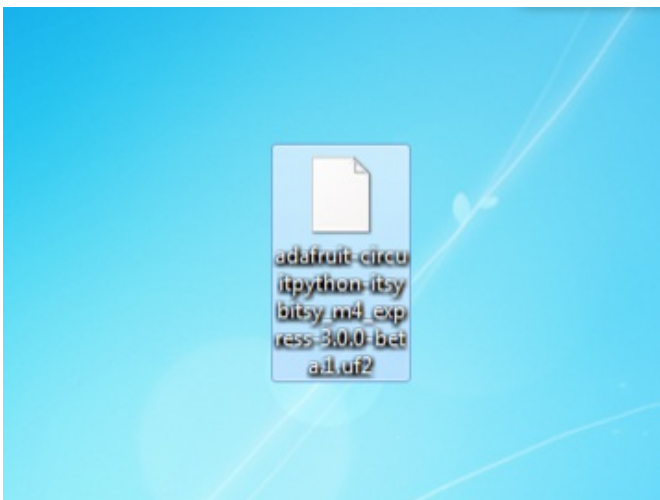 adafruit-circu
itpython-itsy
bitsy_m4_exp
ress-3.0.0-bet
a.1.uf2